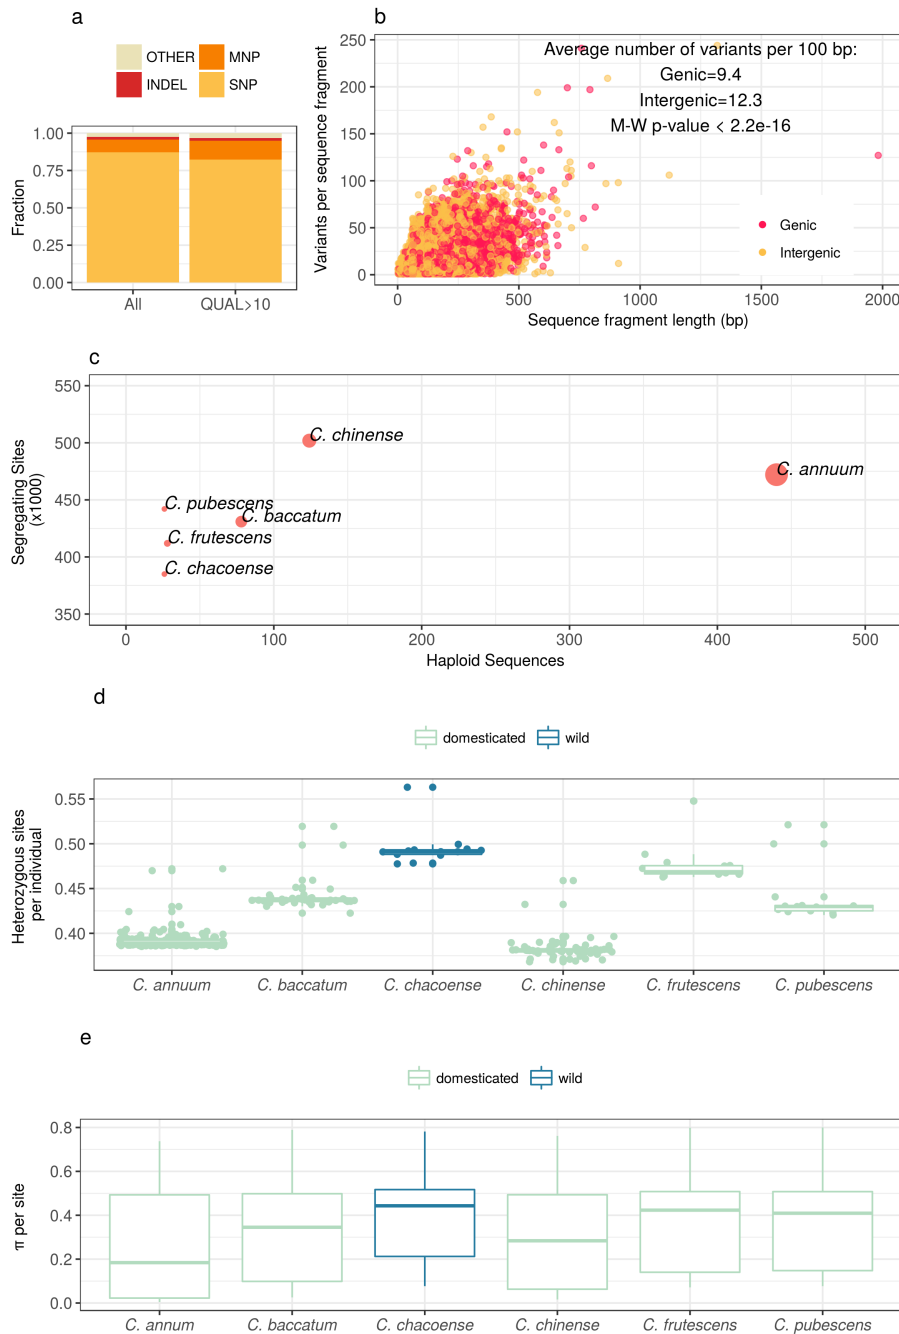 a
OTHER MNP
INDEL SNP
1.00
0.75
0.50
0.25
0.00
Fraction
All QUAL>10
b
250
200
150
100
50
0
Variants per sequence fragment
Average number of variants per 100 bp:
Genic=9.4
Intergenic=12.3
M-W p-value < 2.2e-16
Genic
Intergenic
0 500 1000 1500 2000
Sequence fragment length (bp)
c
550
500
450
400
350
Segregating Sites
(x1000)
C. chinense
C. annuum
C. pubescens
C. baccatum
C. frutescens
C. chacoense
0 100 200 300 400 500
Haploid Sequences
d
domesticated wild
0.55
0.50
0.45
0.40
Heterozygous sites
per individual
C. annuum C. baccatum C. chacoense C. chinense C. frutescens C. pubescens
e
domesticated wild
0.8
0.6
0.4
0.2
0.0
π per site
C. annum C. baccatum C. chacoense C. chinense C. frutescens C. pubescens